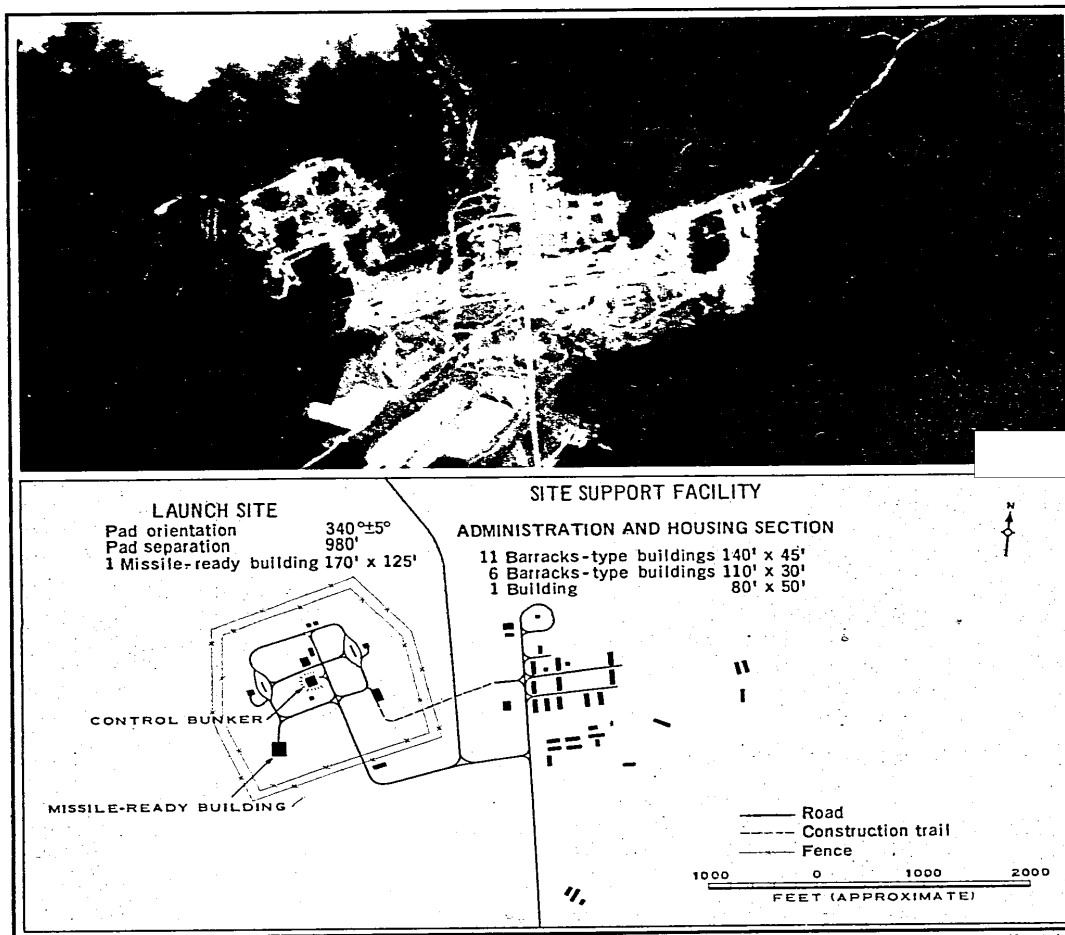 LAUNCH SITE
Pad orientation 340°±5°
Pad separation 980'
1 Missile-ready building 170' x 125'
SITE SUPPORT FACILITY
ADMINISTRATION AND HOUSING SECTION
11 Barracks-type buildings 140' x 45'
6 Barracks-type buildings 110' x 30'
1 Building 80' x 50'
N
CONTROL BUNKER
MISSILE-READY BUILDING
Road
Construction trail
Fence
1000 0 1000 2000
FEET (APPROXIMATE)